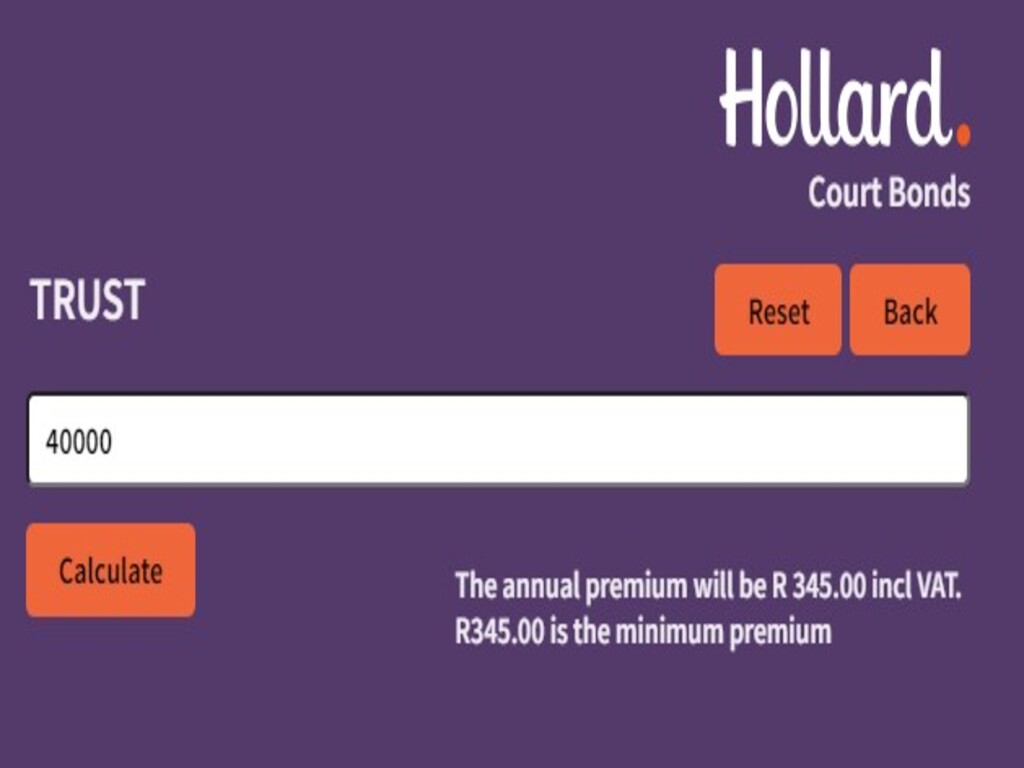 Hollard.
Court Bonds
TRUST
Reset
Back
40000
Calculate
The annual premium will be R 345.00 incl VAT.
R345.00 is the minimum premium